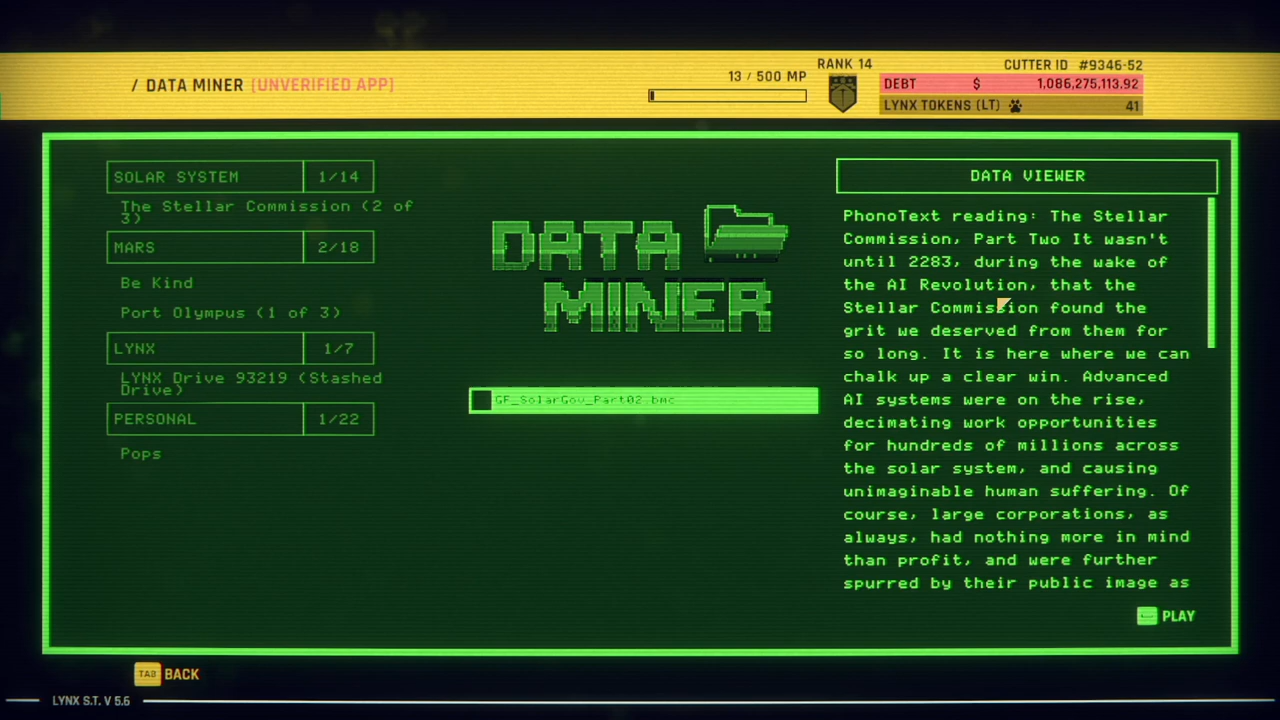 / DATA MINER [UNVERIFIED APP]
13 / 500 MP
RANK 14
CUTTER ID #9346-52
DEBT $ 1,086,275,113.92
LYNX TOKENS (LT) 41
SOLAR SYSTEM 1/14
The Stellar Commission (2 of
3)
MARS 2/18
Be Kind
Port Olympus (1 of 3)
LYNX 1/7
LYNX Drive 93219 (Stashed
Drive)
PERSONAL 1/22
Pops
DATA
MINER
GF_SolarGov_Part02.bmc
DATA VIEWER
PhonoText reading: The Stellar
Commission, Part Two It wasn't
until 2283, during the wake of
the AI Revolution, that the
Stellar Commission found the
grit we deserved from them for
so long. It is here where we can
chalk up a clear win. Advanced
AI systems were on the rise,
decimating work opportunities
for hundreds of millions across
the solar system, and causing
unimaginable human suffering. Of
course, large corporations, as
always, had nothing more in mind
than profit, and were further
spurred by their public image as
PLAY
TAB BACK
LYNX S.T. V 5.6